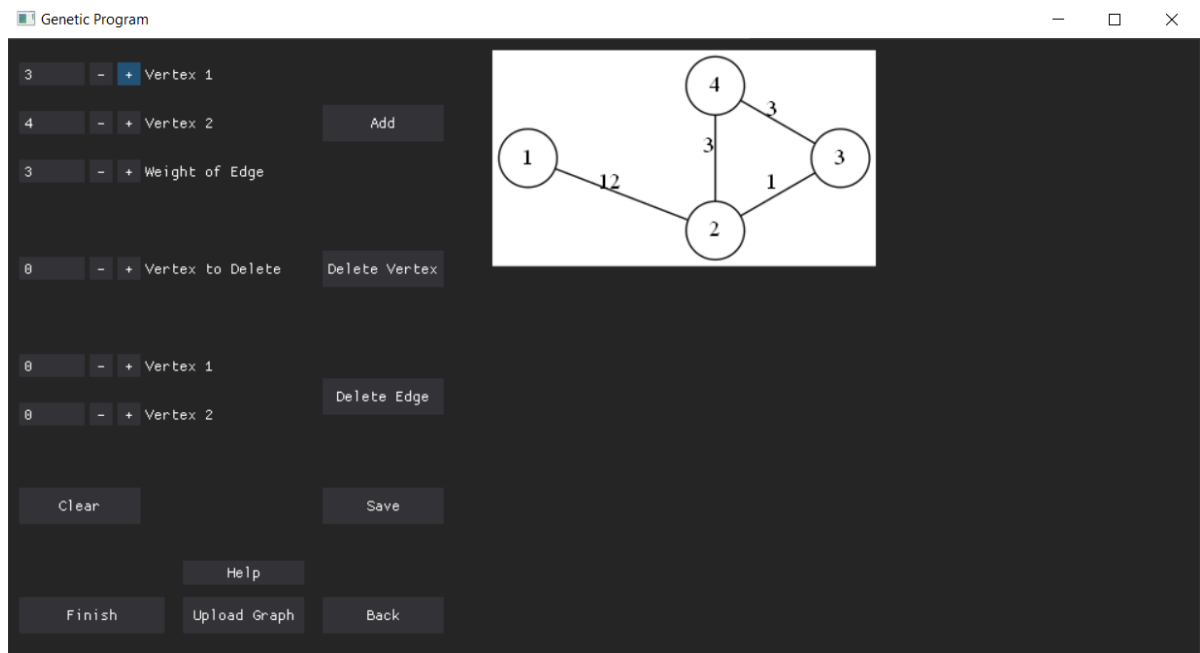 Genetic Program
3 - + Vertex 1
4 - + Vertex 2 Add
3 - + Weight of Edge
0 - + Vertex to Delete Delete Vertex
0 - + Vertex 1
Delete Edge
0 - + Vertex 2
Clear Save
Help
Finish Upload Graph Back
4
3
3
1
3
12
1
2